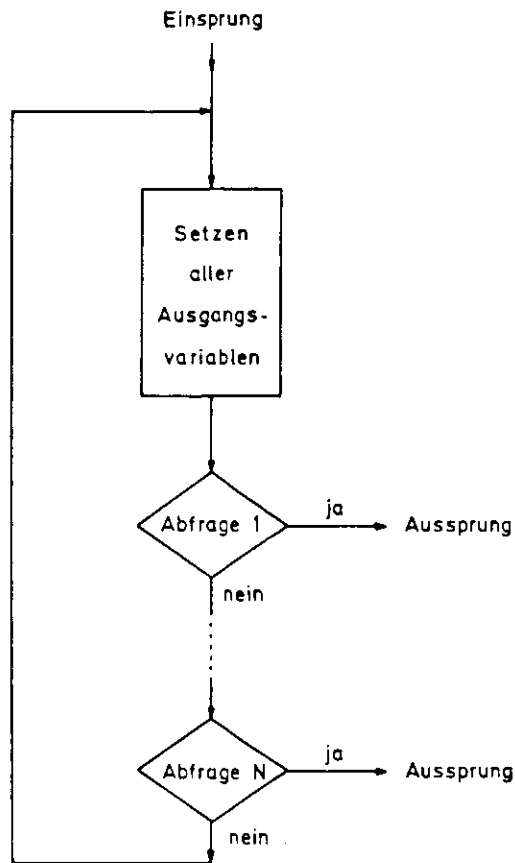 Einsprung
Setzen
aller
Ausgangs-
variablen
Abfrage 1
ja
Aussprung
nein
Abfrage N
ja
Aussprung
nein